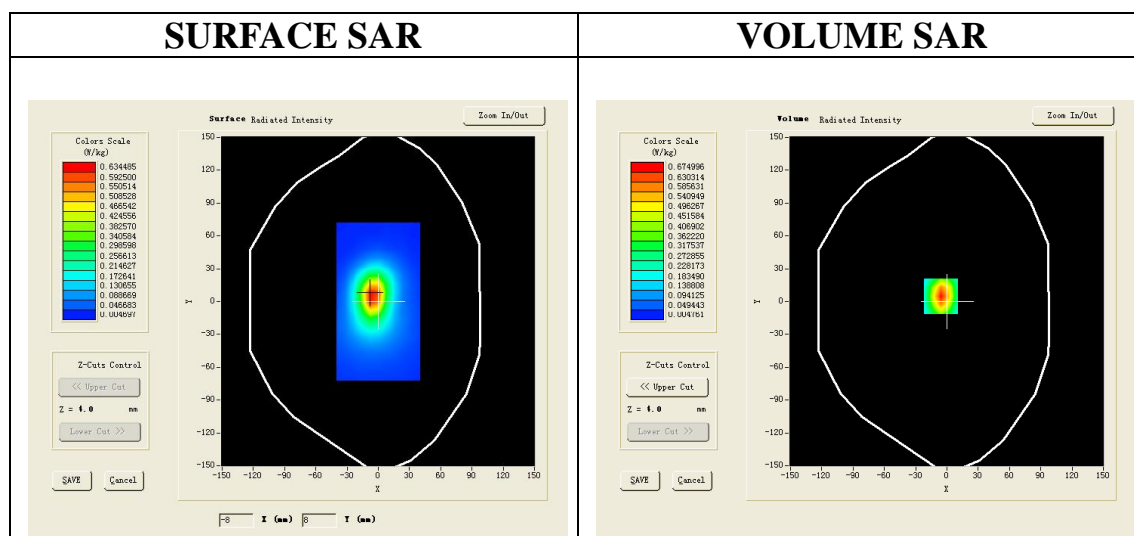 SURFACE SAR
VOLUME SAR
Surface Radiated Intensity
Zoom In/Out
Colors Scale
(W/kg)
0.634485
0.592500
0.550514
0.508528
0.466542
0.424556
0.382570
0.340584
0.298598
0.256613
0.214627
0.172641
0.130655
0.088669
0.046683
0.004697
150
120
90
60
30
0
-30
-60
-90
-120
-150
Y
-150 -120 -90 -60 -30 0 30 60 90 120 150
X
Z-Cuts Control
<< Upper Cut
Z = 4.0 mm
Lower Cut >>
SAVE
Cancel
-8 X (mm) 8 Y (mm)
Volume Radiated Intensity
Zoom In/Out
Colors Scale
(W/kg)
0.674996
0.630314
0.585631
0.540949
0.496267
0.451584
0.406902
0.362220
0.317537
0.272855
0.228173
0.183490
0.138808
0.094125
0.049443
0.004761
150
120
90
60
30
0
-30
-60
-90
-120
-150
Y
-150 -120 -90 -60 -30 0 30 60 90 120 150
X
Z-Cuts Control
<< Upper Cut
Z = 4.0 mm
Lower Cut >>
SAVE
Cancel